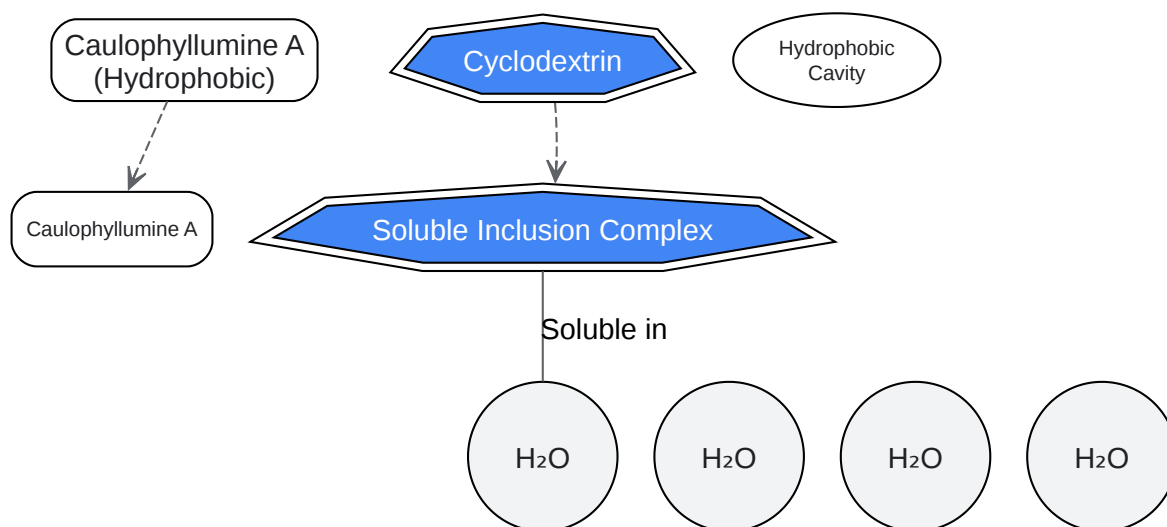 Caulophyllumine A
(Hydrophobic)
Cyclodextrin
Hydrophobic
Cavity
Caulophyllumine A
Soluble Inclusion Complex
Soluble in
H₂O
H₂O
H₂O
H₂O